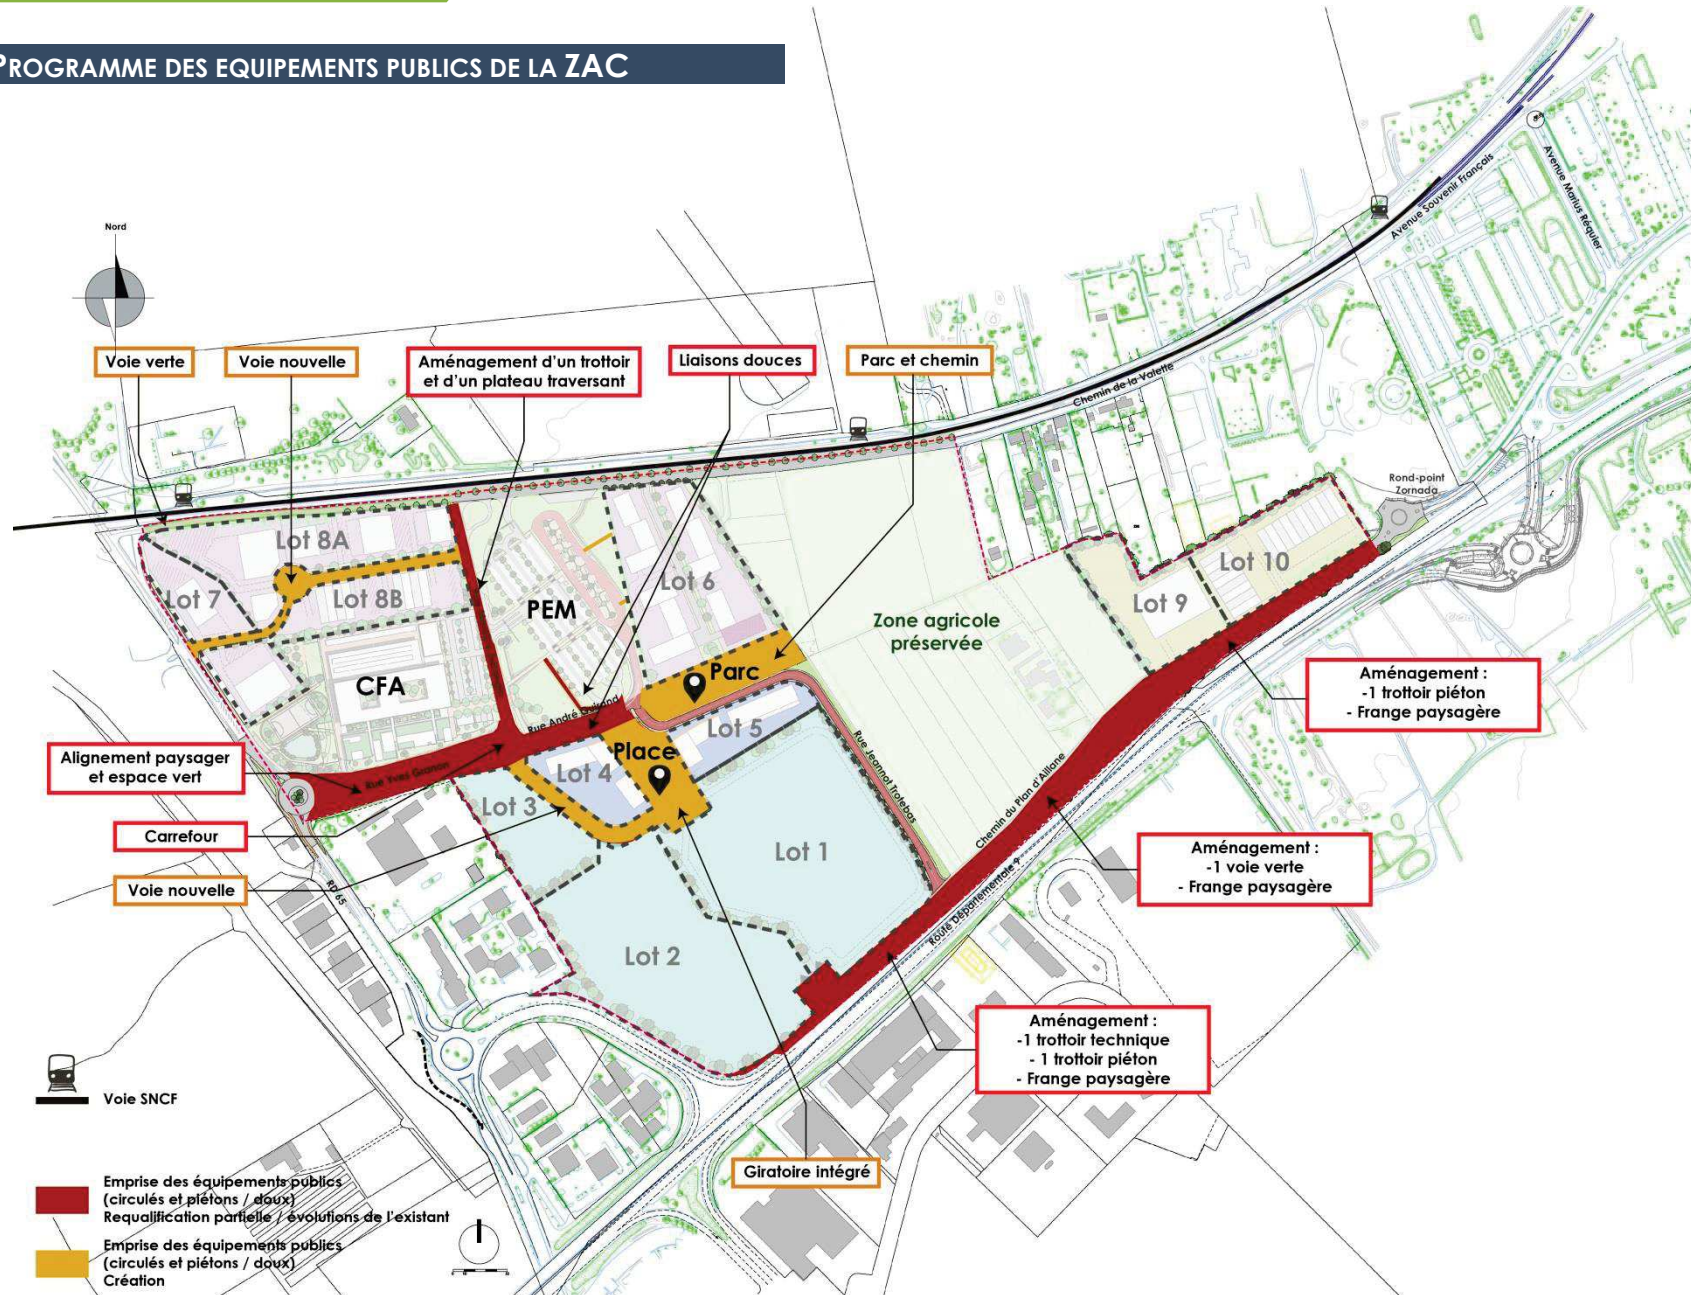 PROGRAMME DES EQUIPEMENTS PUBLICS DE LA ZAC
Nord
Voie verte
Voie nouvelle
Aménagement d'un trottoir
et d'un plateau traversant
Liaisons douces
Parc et chemin
Avenue Souvenir Français
Avenue Marius Réquier
Chemin de la Valette
Rond-point
Zornada
Lot 8A
Lot 7
Lot 8B
PEM
Lot 6
Lot 10
Lot 9
Zone agricole
préservée
CFA
Parc
Rue André Guisand
Lot 5
Place
Lot 4
Lot 3
Rue Yves Granon
Rue Jeannot Trofebas
Chemin du Plan d'Aillane
Route Départementale 9
RD 65
Lot 1
Lot 2
Aménagement :
-1 trottoir piéton
- Frange paysagère
Alignement paysager
et espace vert
Carrefour
Voie nouvelle
Aménagement :
-1 voie verte
- Frange paysagère
Aménagement :
-1 trottoir technique
- 1 trottoir piéton
- Frange paysagère
Giratoire intégré
Voie SNCF
Emprise des équipements publics
(circulés et piétons / doux)
Requalification partielle / évolutions de l'existant
Emprise des équipements publics
(circulés et piétons / doux)
Création